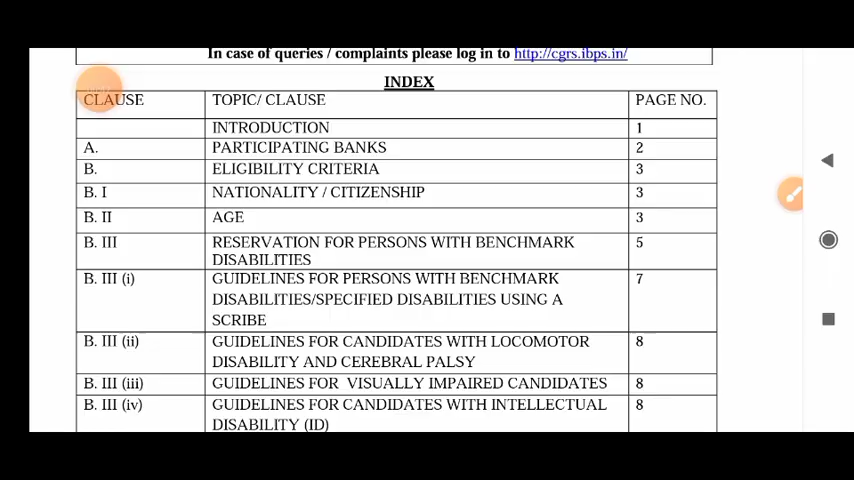 In case of queries / complaints please log in to http://cgrs.ibps.in/
INDEX
CLAUSE TOPIC/ CLAUSE PAGE NO.
INTRODUCTION 1
A. PARTICIPATING BANKS 2
B. ELIGIBILITY CRITERIA 3
B. I NATIONALITY / CITIZENSHIP 3
B. II AGE 3
B. III RESERVATION FOR PERSONS WITH BENCHMARK 5
DISABILITIES
B. III (i) GUIDELINES FOR PERSONS WITH BENCHMARK 7
DISABILITIES/SPECIFIED DISABILITIES USING A
SCRIBE
B. III (ii) GUIDELINES FOR CANDIDATES WITH LOCOMOTOR 8
DISABILITY AND CEREBRAL PALSY
B. III (iii) GUIDELINES FOR VISUALLY IMPAIRED CANDIDATES 8
B. III (iv) GUIDELINES FOR CANDIDATES WITH INTELLECTUAL 8
DISABILITY (ID)